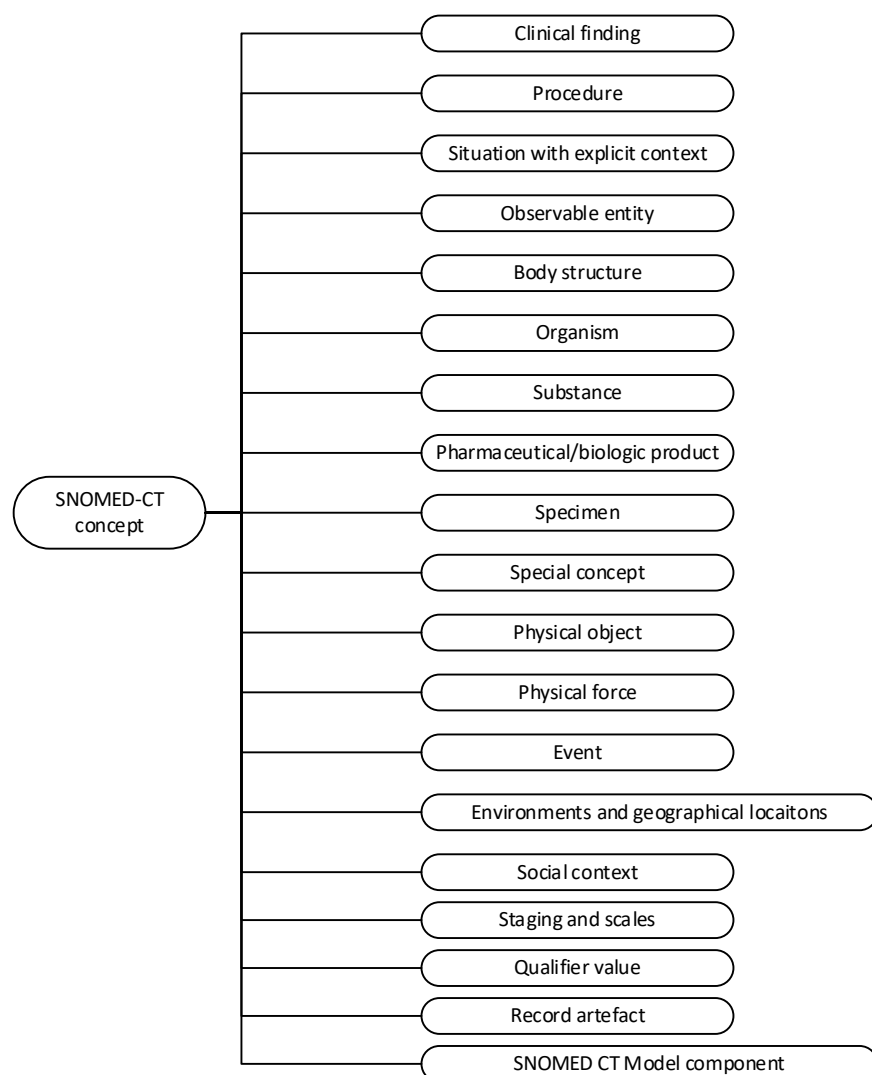 Clinical finding
Procedure
Situation with explicit context
Observable entity
Body structure
Organism
Substance
Pharmaceutical/biologic product
SNOMED-CT
concept
Specimen
Special concept
Physical object
Physical force
Event
Environments and geographical locaitons
Social context
Staging and scales
Qualifier value
Record artefact
SNOMED CT Model component